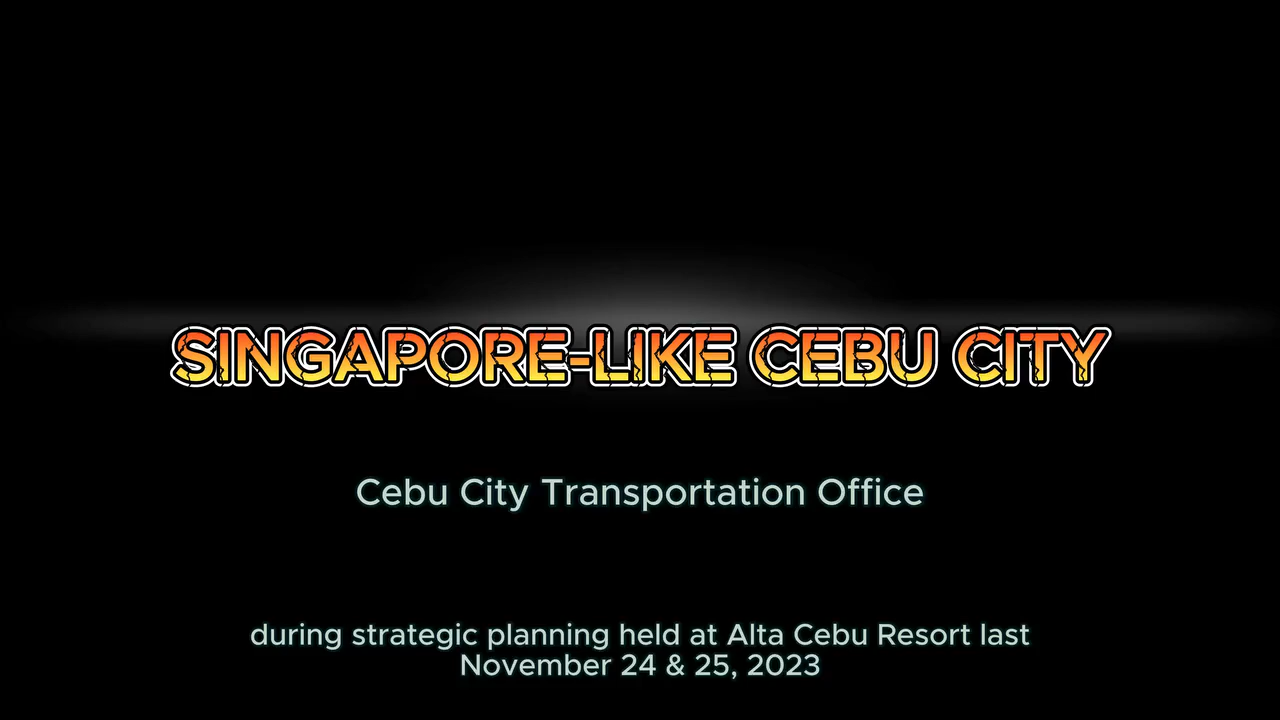 SINGAPORE-LIKE CEBU CITY
Cebu City Transportation Office
during strategic planning held at Alta Cebu Resort last
November 24 & 25, 2023